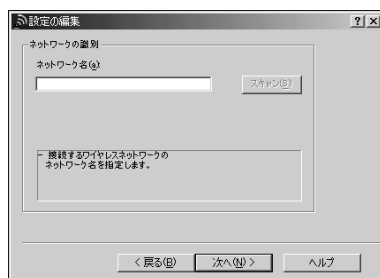 設定の編集
ネットワークの識別
ネットワーク名(g):
スキャン(S)
- 接続するワイヤレスネットワークの
ネットワーク名を指定します。
< 戻る(B)
次へ(N) >
ヘルプ